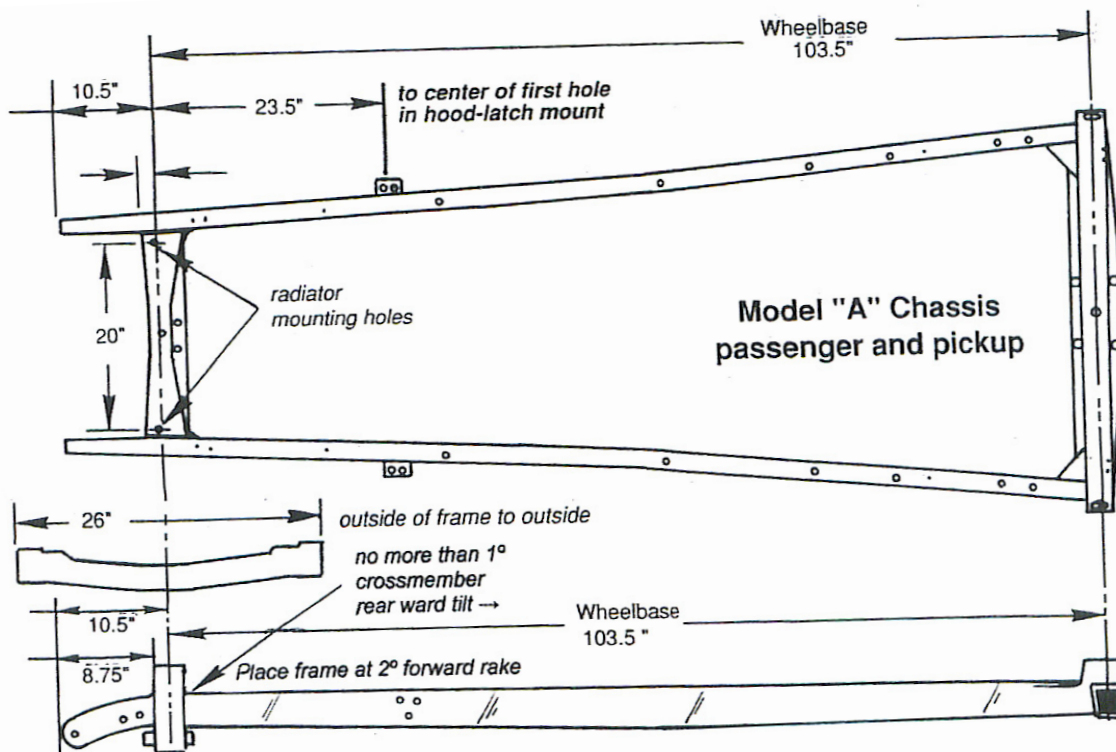 Wheelbase
103.5"
10.5"
23.5"
to center of first hole
in hood-latch mount
radiator
mounting holes
20"
Model "A" Chassis
passenger and pickup
26"
outside of frame to outside
no more than 1º
crossmember
rear ward tilt →
10.5"
Wheelbase
103.5 "
8.75"
Place frame at 2º forward rake